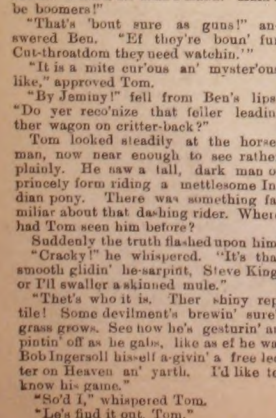 be boomers!"
"That's 'bout sure as guns!" an
swered Ben. "Ef they're boun' fur
Cut-throatdom they need watchin.'"
"It is a mite cur'ous an' myster'ous
like," approved Tom.
"By Jeminy!" fell from Ben's lips
"Do yer reco'nize that feller leadin
ther wagon on critter-back?"
Tom looked steadily at the horse
man, now near enough to see rathe
plainly. He saw a tall, dark man o
princely form riding a mettlesome In
dian pony. There was something fa
miliar about that dashing rider. Where
had Tom seen him before?
Suddenly the truth flashed upon him
"Cracky!" he whispered. "It's tha
smooth glidin' he-sarpint, Steve King
or I'll swaller a skinned mule."
"Thet's who it is. Ther shiny rep
tile! Some devilment's brewin' sure'
grass grows. See how he's gesturin' an
pintin' off as he gabs, like as ef he wa
Bob Ingersoll his-self a-givin' a free lec
ter on Heaven an' yarth. I'd like te
know his game."
"So'd I," whispered Tom.
"Le's find it out, Tom."